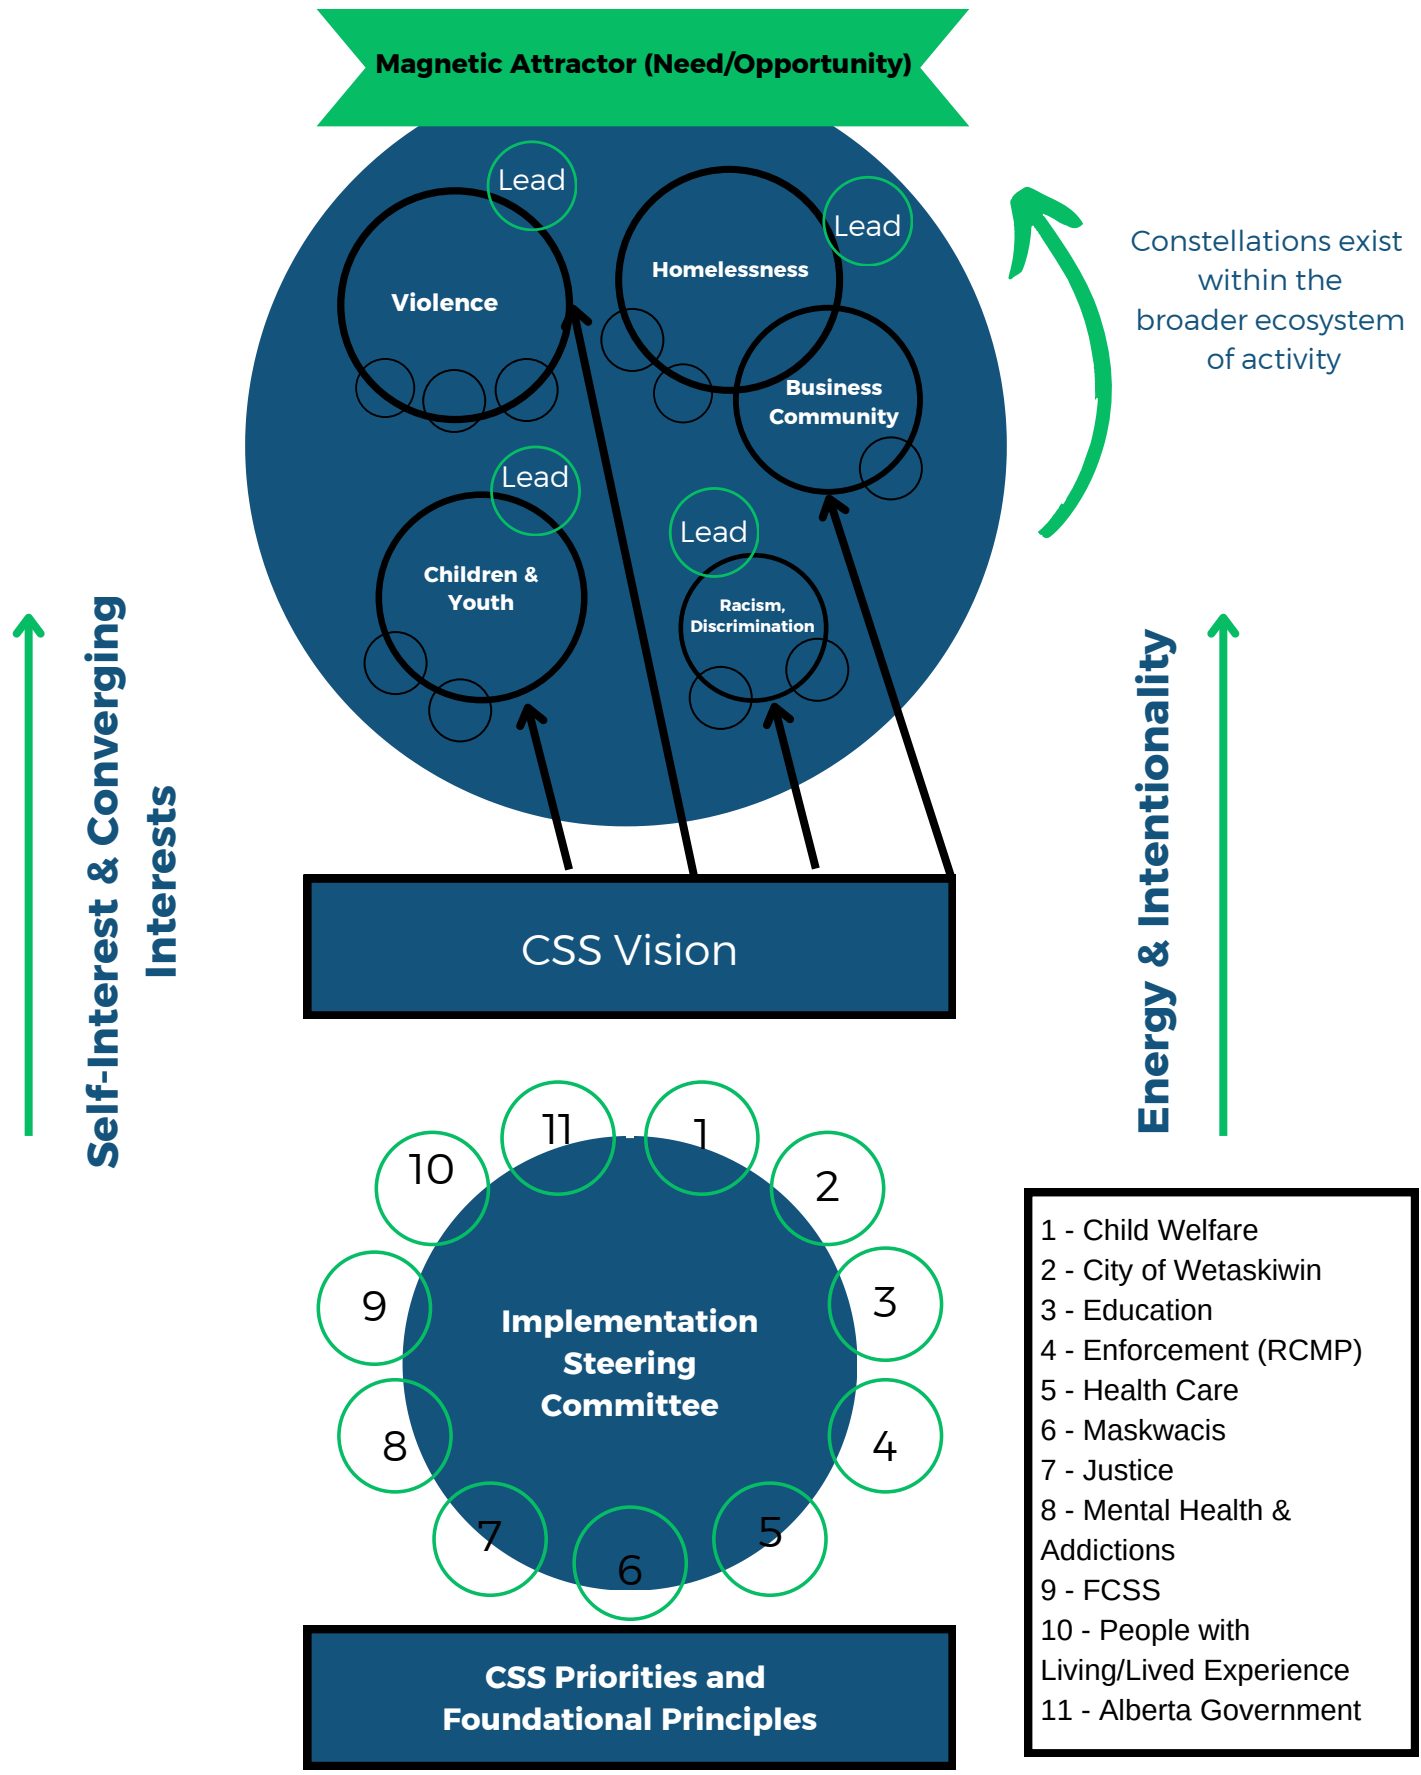 Magnetic Attractor (Need/Opportunity)
Lead
Violence
Lead
Homelessness
Business
Community
Lead
Children &
Youth
Lead
Racism,
Discrimination
Constellations exist
within the
broader ecosystem
of activity
Self-Interest & Converging
Interests
Energy & Intentionality
CSS Vision
11
1
10
2
9
3
8
4
7
5
6
Implementation
Steering
Committee
CSS Priorities and
Foundational Principles
1 - Child Welfare
2 - City of Wetaskiwin
3 - Education
4 - Enforcement (RCMP)
5 - Health Care
6 - Maskwacis
7 - Justice
8 - Mental Health &
Addictions
9 - FCSS
10 - People with
Living/Lived Experience
11 - Alberta Government